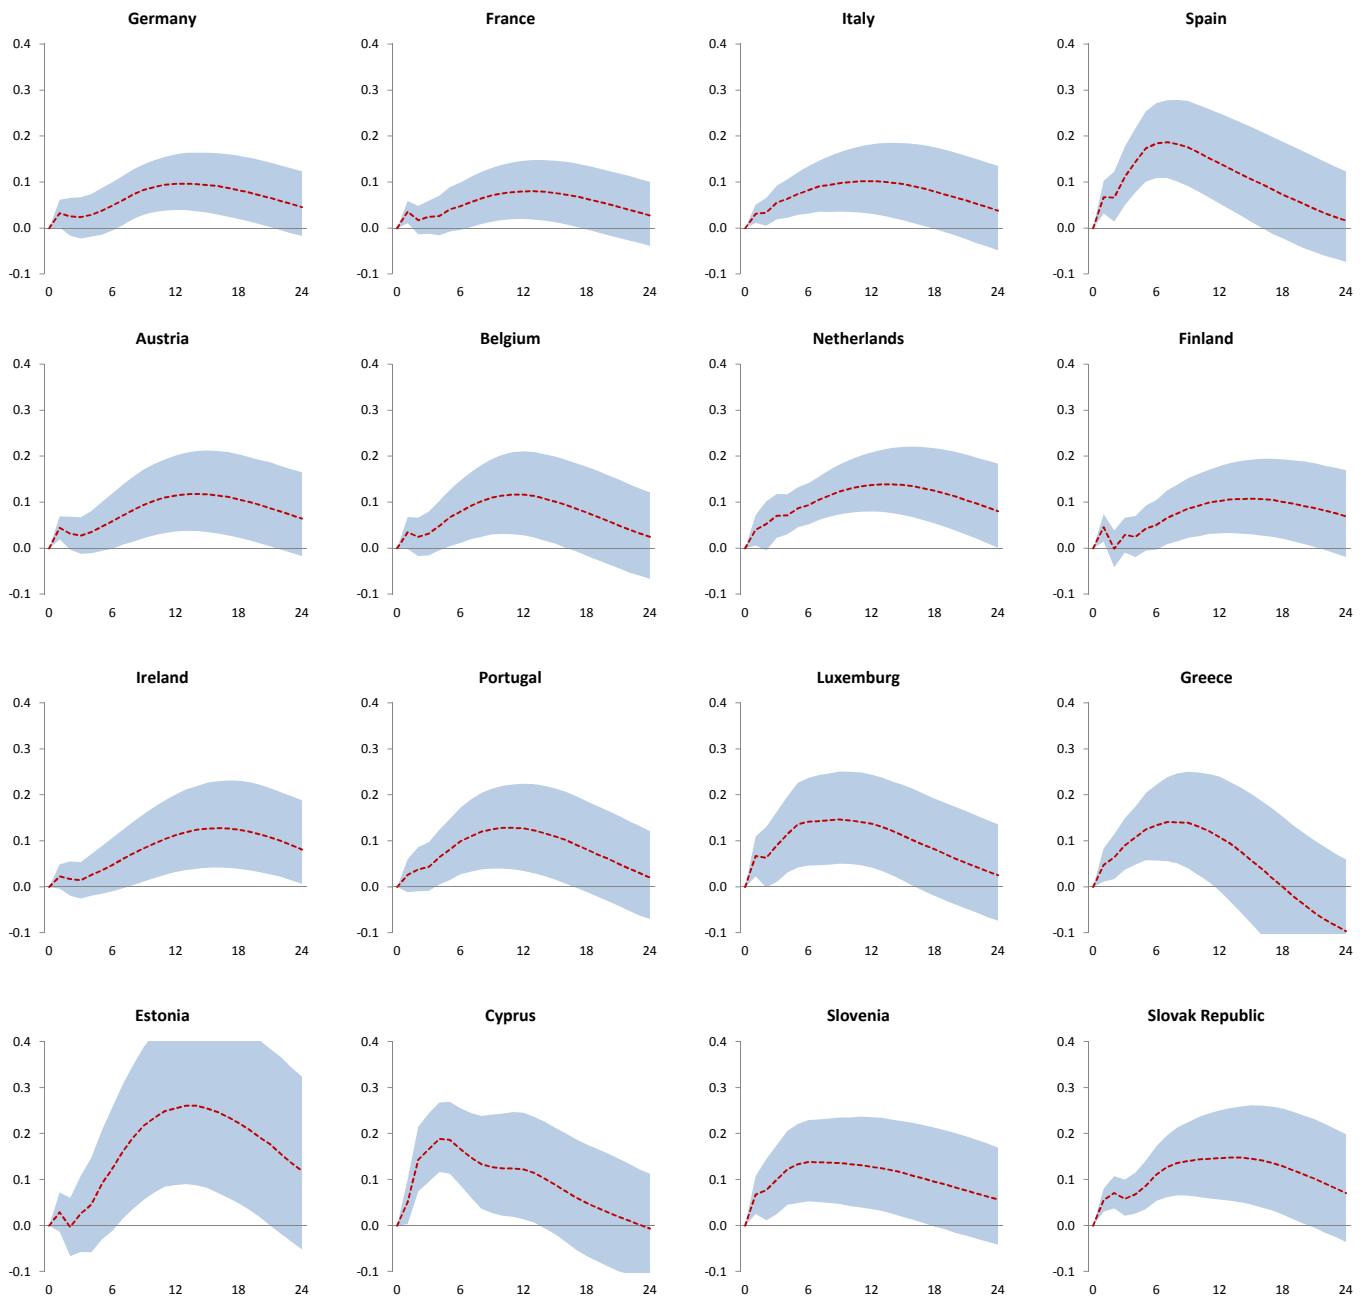 Germany France Italy Spain
0.4 0.4 0.4 0.4
0.3 0.3 0.3 0.3
0.2 0.2 0.2 0.2
0.1 0.1 0.1 0.1
0.0 0.0 0.0 0.0
-0.1 -0.1 -0.1 -0.1
0 6 12 18 24 0 6 12 18 24 0 6 12 18 24 0 6 12 18 24
Austria Belgium Netherlands Finland
0.4 0.4 0.4 0.4
0.3 0.3 0.3 0.3
0.2 0.2 0.2 0.2
0.1 0.1 0.1 0.1
0.0 0.0 0.0 0.0
-0.1 -0.1 -0.1 -0.1
0 6 12 18 24 0 6 12 18 24 0 6 12 18 24 0 6 12 18 24
Ireland Portugal Luxemburg Greece
0.4 0.4 0.4 0.4
0.3 0.3 0.3 0.3
0.2 0.2 0.2 0.2
0.1 0.1 0.1 0.1
0.0 0.0 0.0 0.0
-0.1 -0.1 -0.1 -0.1
0 6 12 18 24 0 6 12 18 24 0 6 12 18 24 0 6 12 18 24
Estonia Cyprus Slovenia Slovak Republic
0.4 0.4 0.4 0.4
0.3 0.3 0.3 0.3
0.2 0.2 0.2 0.2
0.1 0.1 0.1 0.1
0.0 0.0 0.0 0.0
-0.1 -0.1 -0.1 -0.1
0 6 12 18 24 0 6 12 18 24 0 6 12 18 24 0 6 12 18 24